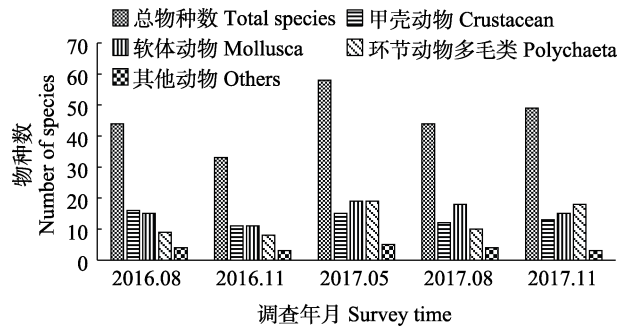 总物种数 Total species
甲壳动物 Crustacean
软体动物 Mollusca
环节动物多毛类 Polychaeta
其他动物 Others
物种数
Number of species
70
60
50
40
30
20
10
0
2016.08 2016.11 2017.05 2017.08 2017.11
调查年月 Survey time